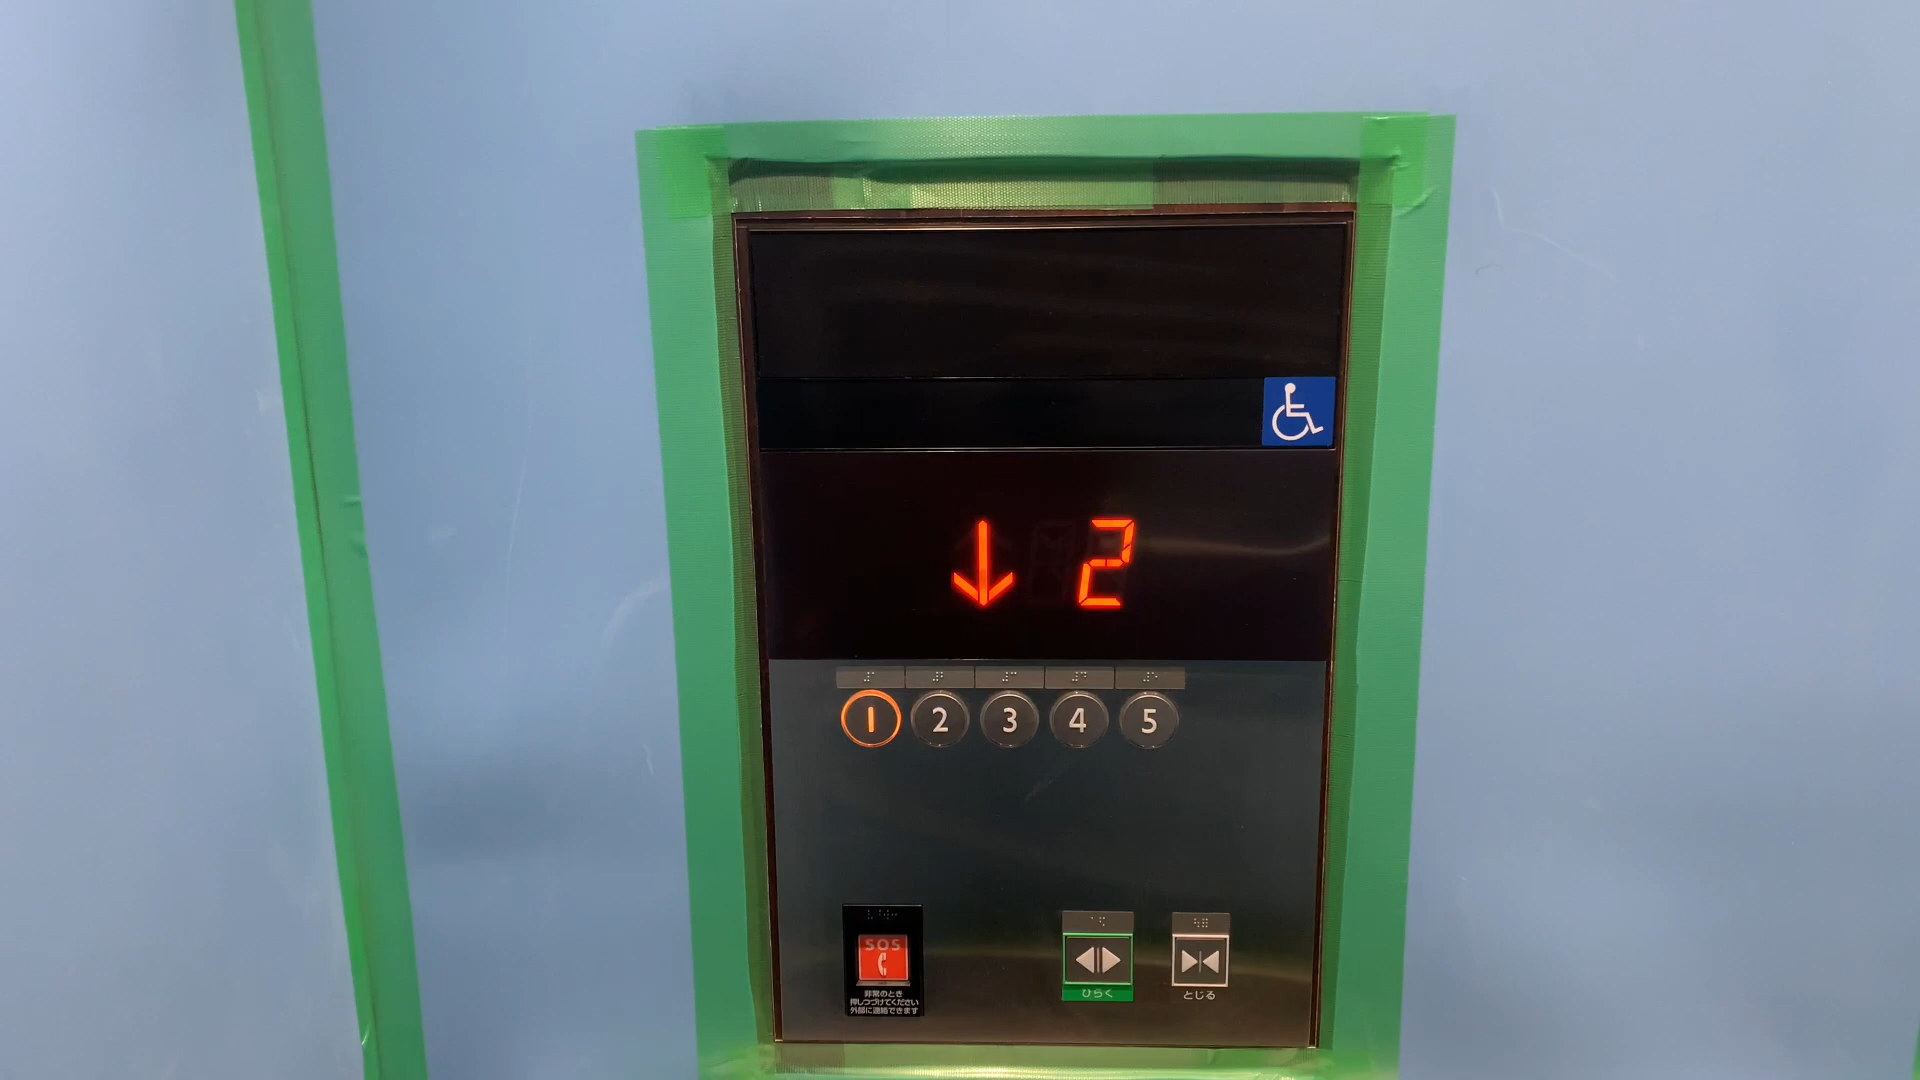 ↓ 2
1 2 3 4 5
SOS
非常のとき
押しつづけてください
外部に連絡できます
ひらく
とじる